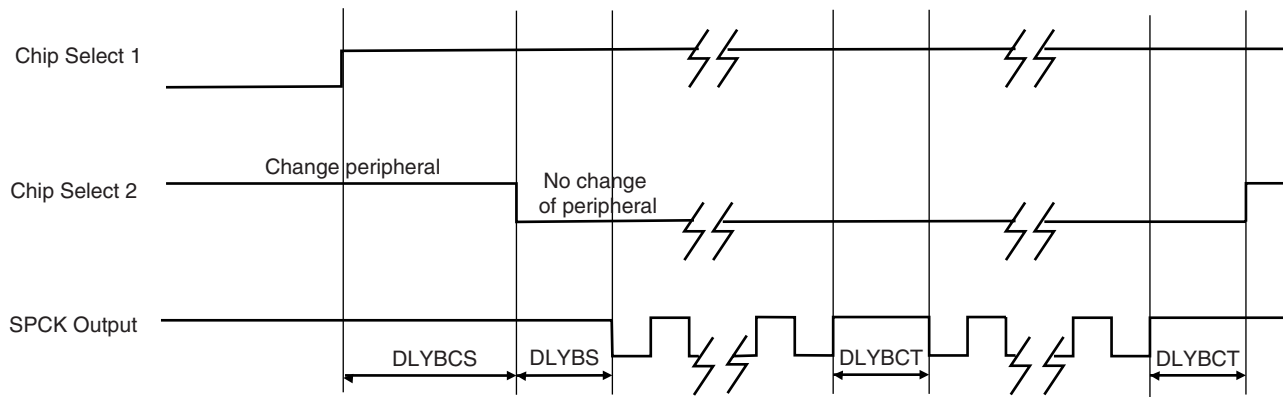 Chip Select 1
Change peripheral
Chip Select 2
No change
of peripheral
SPCK Output
DLYBCS
DLYBS
DLYBCT
DLYBCT